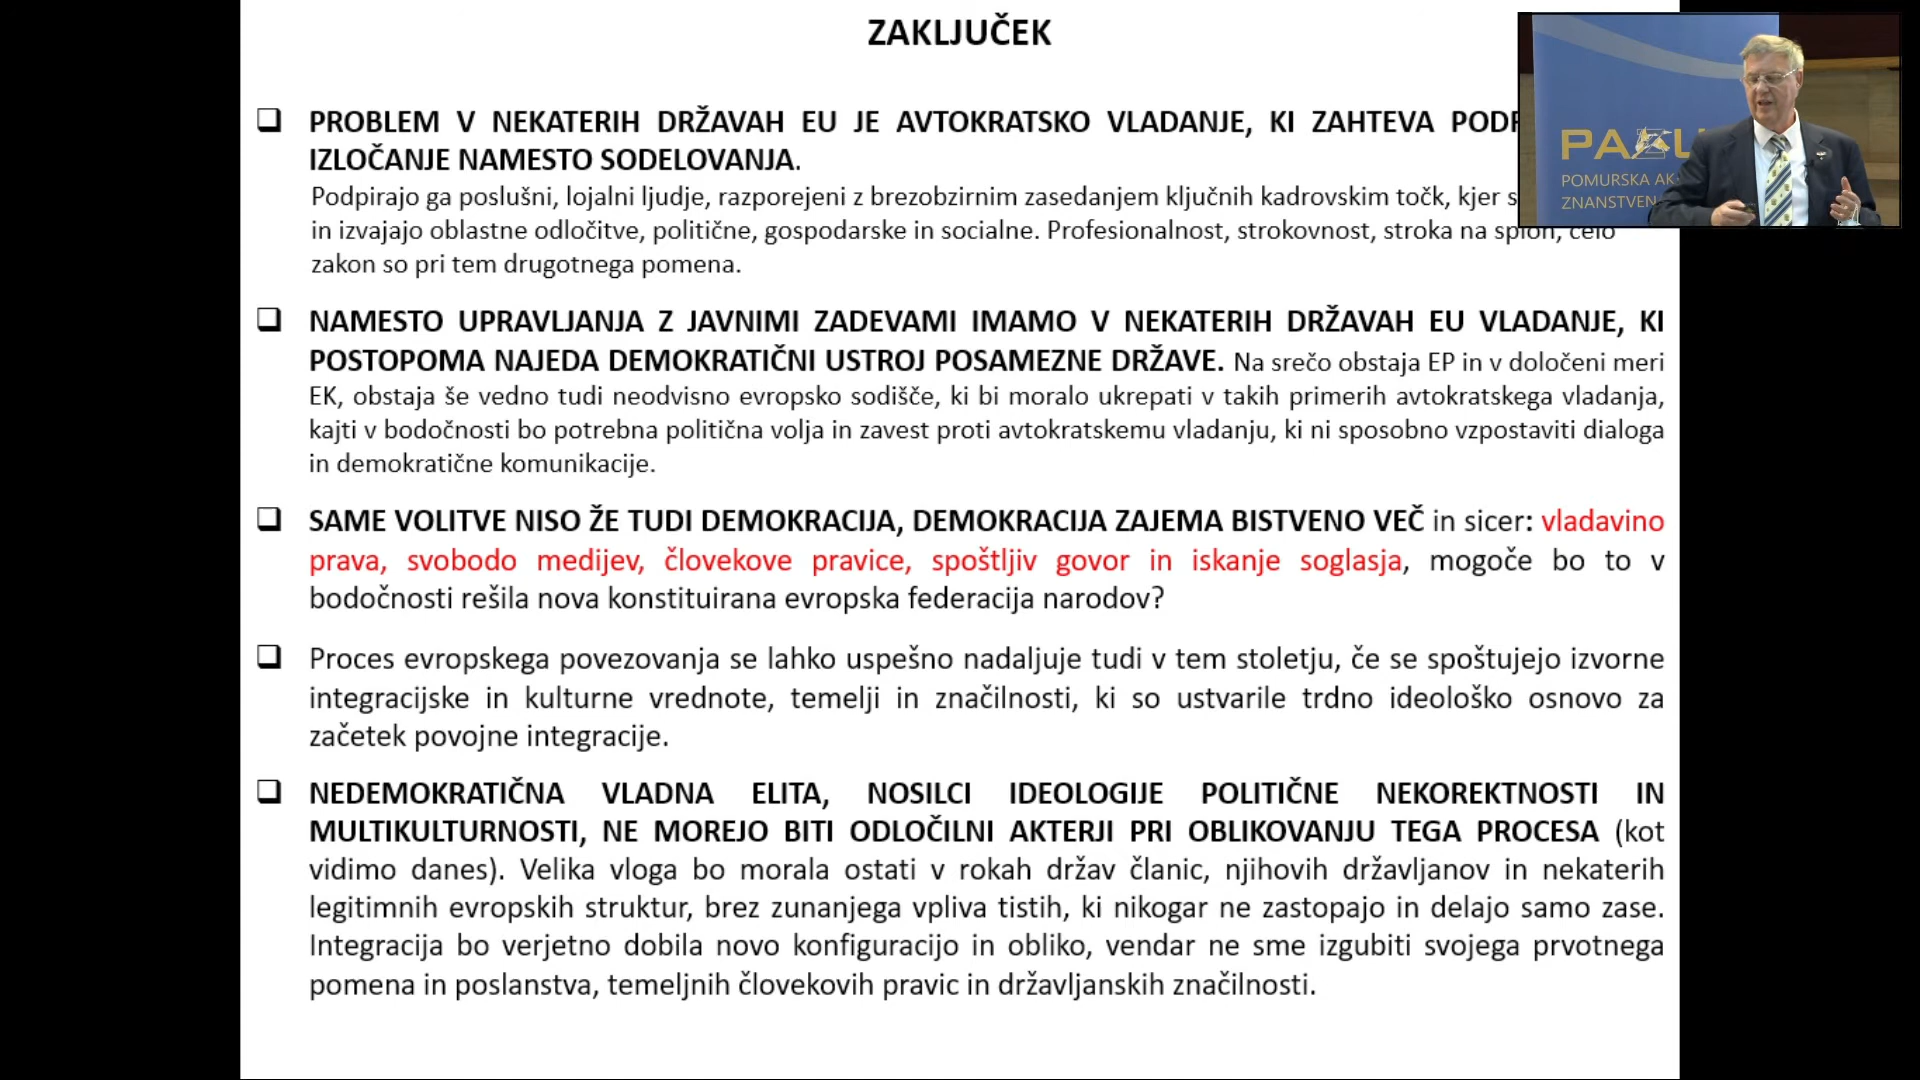 ZAKLJUČEK
❑ PROBLEM V NEKATERIH DRŽAVAH EU JE AVTOKRATSKO VLADANJE, KI ZAHTEVA
IZLOČANJE NAMESTO SODELOVANJA.
Podpirajo ga poslušni, lojalni ljudje, razporejeni z brezobzirnim zasedanjem ključnih kadrovskim točk, kjer
in izvajajo oblastne odločitve, politične, gospodarske in socialne. Profesionalnost, strokovnost, stroka na splon, celo
zakon so pri tem drugotnega pomena.
❑ NAMESTO UPRAVLJANJA Z JAVNIMI ZADEVAMI IMAMO V NEKATERIH DRŽAVAH EU VLADANJE, KI
POSTOPOMA NAJEDA DEMOKRATIČNI USTROJ POSAMEZNE DRŽAVE. Na srečo obstaja EP in v določeni meri
EK, obstaja še vedno tudi neodvisno evropsko sodišče, ki bi moralo ukrepati v takih primerih avtokratskega vladanja,
kajti v bodočnosti bo potrebna politična volja in zavest proti avtokratskemu vladanju, ki ni sposobno vzpostaviti dialoga
in demokratične komunikacije.
❑ SAME VOLITVE NISO ŽE TUDI DEMOKRACIJA, DEMOKRACIJA ZAJEMA BISTVENO VEČ in sicer: vladavino
prava, svobodo medijev, človekove pravice, spoštljiv govor in iskanje soglasja, mogoče bo to v
bodočnosti rešila nova konstituirana evropska federacija narodov?
❑ Proces evropskega povezovanja se lahko uspešno nadaljuje tudi v tem stoletju, če se spoštujejo izvorne
integracijske in kulturne vrednote, temelji in značilnosti, ki so ustvarile trdno ideološko osnovo za
začetek povojne integracije.
❑ NEDEMOKRATIČNA VLADNA ELITA, NOSILCI IDEOLOGIJE POLITIČNE NEKOREKTNOSTI IN
MULTIKULTURNOSTI, NE MOREJO BITI ODLOČILNI AKTERJI PRI OBLIKOVANJU TEGA PROCESA (kot
vidimo danes). Velika vloga bo morala ostati v rokah držav članic, njihovih državljanov in nekaterih
legitimnih evropskih struktur, brez zunanjega vpliva tistih, ki nikogar ne zastopajo in delajo samo zase.
Integracija bo verjetno dobila novo konfiguracijo in obliko, vendar ne sme izgubiti svojega prvotnega
pomena in poslanstva, temeljnih človekovih pravic in državljanskih značilnosti.
POMURSKA